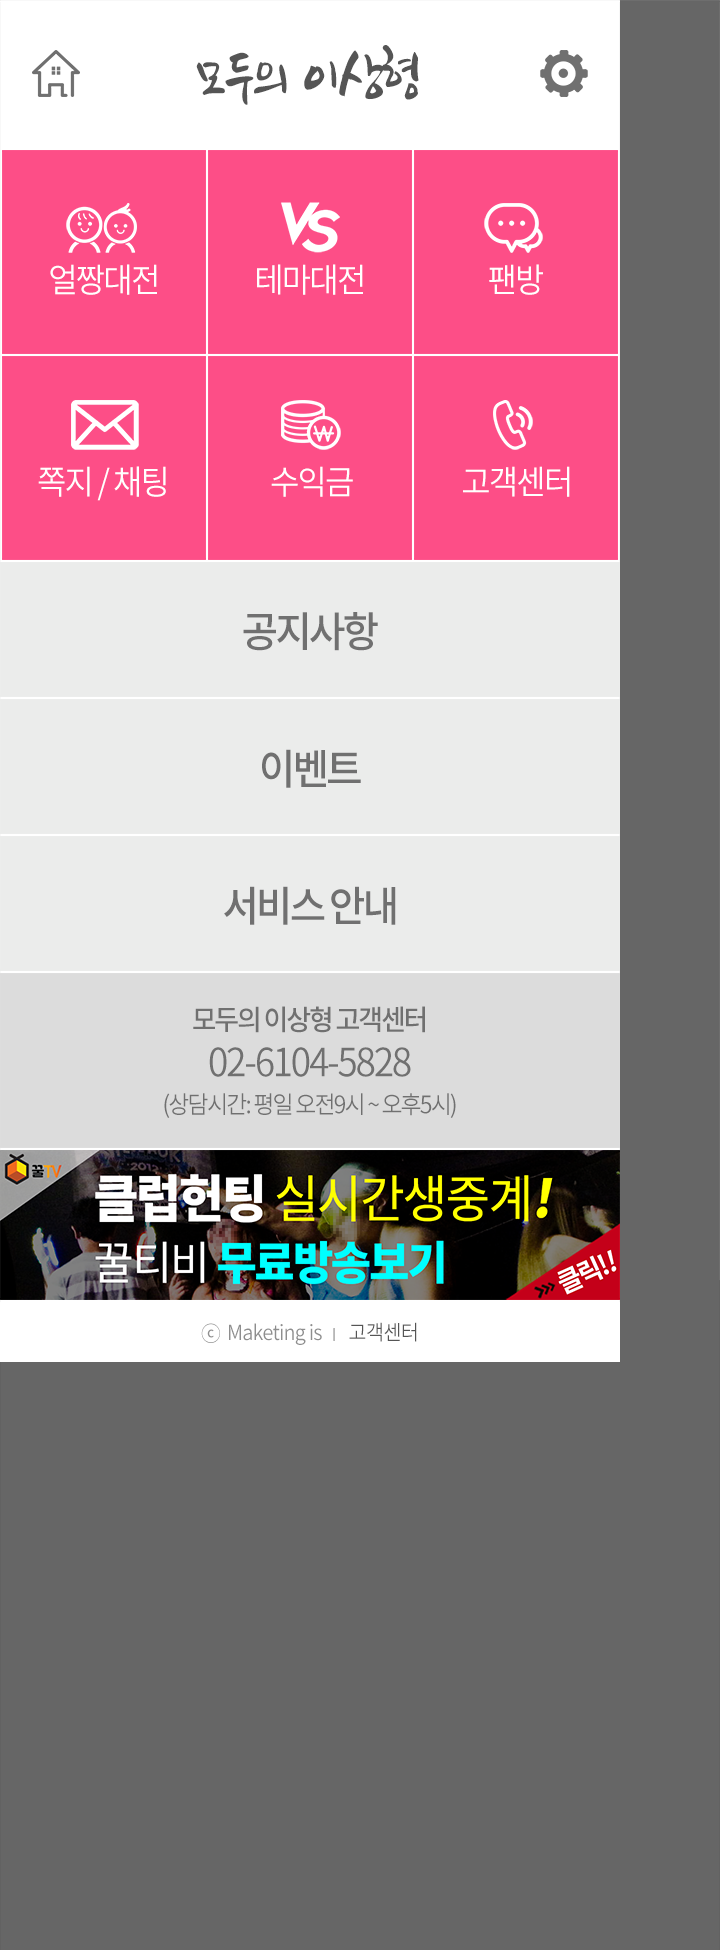 모두의 이상형
얼짱대전
VS
테마대전
팬방
쪽지 / 채팅
수익금
고객센터
공지사항
이벤트
서비스 안내
모두의 이상형 고객센터
02-6104-5828
(상담시간: 평일 오전9시 ~ 오후5시)
꿀TV
클럽헌팅 실시간생중계!
꿀티비 무료방송보기
>>> 클릭!!
ⓒ Maketing is | 고객센터